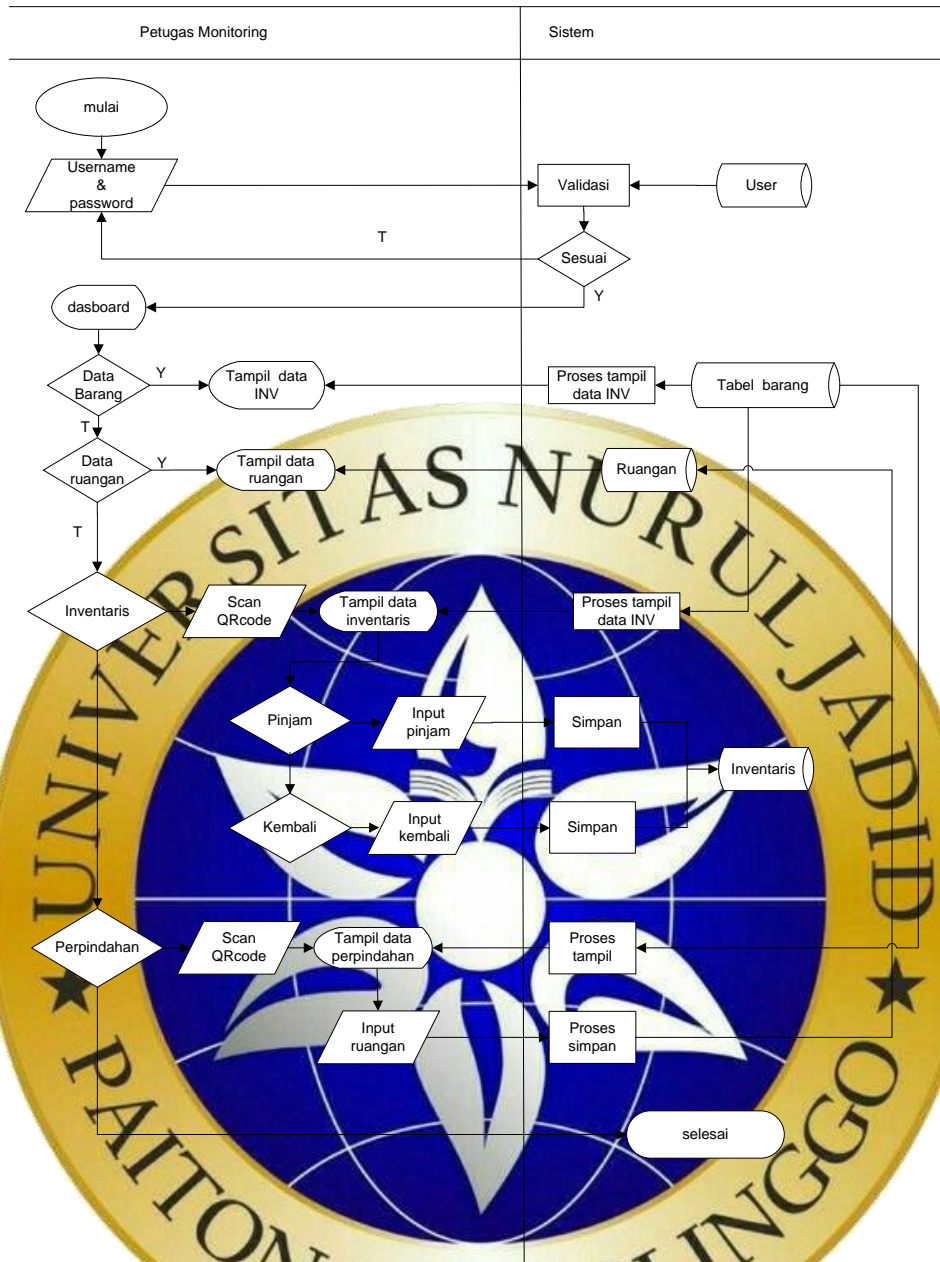 Petugas Monitoring
Sistem
mulai
Username
&
password
Validasi
User
T
Sesuai
Y
dasboard
Data
Barang
Y
Tampil data
INV
Proses tampil
data INV
Tabel barang
T
Data
ruangan
Y
Tampil data
ruangan
Ruangan
T
Inventaris
Scan
QRcode
Tampil data
inventaris
Proses tampil
data INV
Pinjam
Input
pinjam
Simpan
Inventaris
Kembali
Input
kembali
Simpan
Perpindahan
Scan
QRcode
Tampil data
perpindahan
Proses
tampil
Input
ruangan
Proses
simpan
selesai
UNIVERSITAS NURUL JADID
PAITON
LINGGO